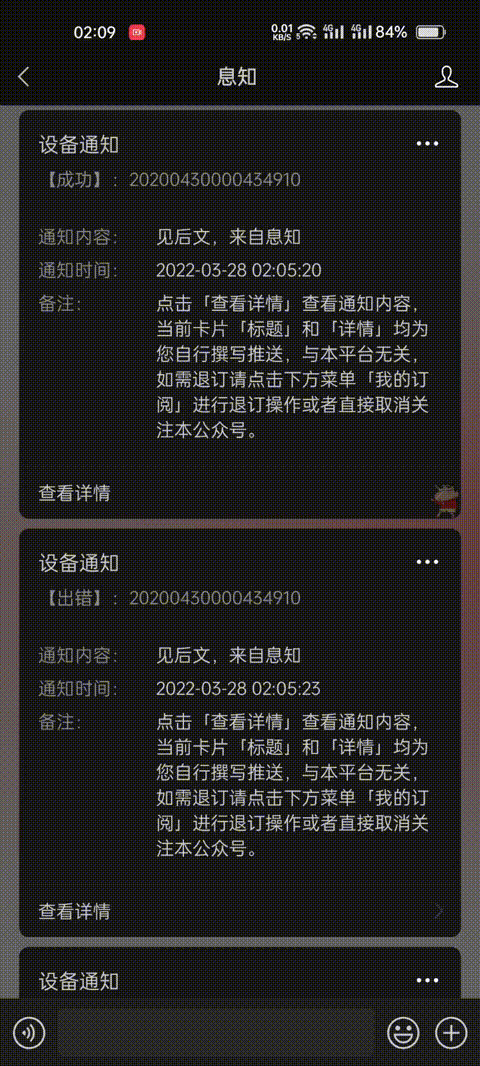 02:09
0.01
KB/S
5
4G
4G
84%
息知
设备通知
【成功】：20200430000434910
通知内容：
见后文，来自息知
通知时间：
2022-03-28 02:05:20
备注：
点击「查看详情」查看通知内容，
当前卡片「标题」和「详情」均为
您自行撰写推送，与本平台无关，
如需退订请点击下方菜单「我的订
阅」进行退订操作或者直接取消关
注本公众号。
查看详情
设备通知
【出错】：20200430000434910
通知内容：
见后文，来自息知
通知时间：
2022-03-28 02:05:23
备注：
点击「查看详情」查看通知内容，
当前卡片「标题」和「详情」均为
您自行撰写推送，与本平台无关，
如需退订请点击下方菜单「我的订
阅」进行退订操作或者直接取消关
注本公众号。
查看详情
设备通知